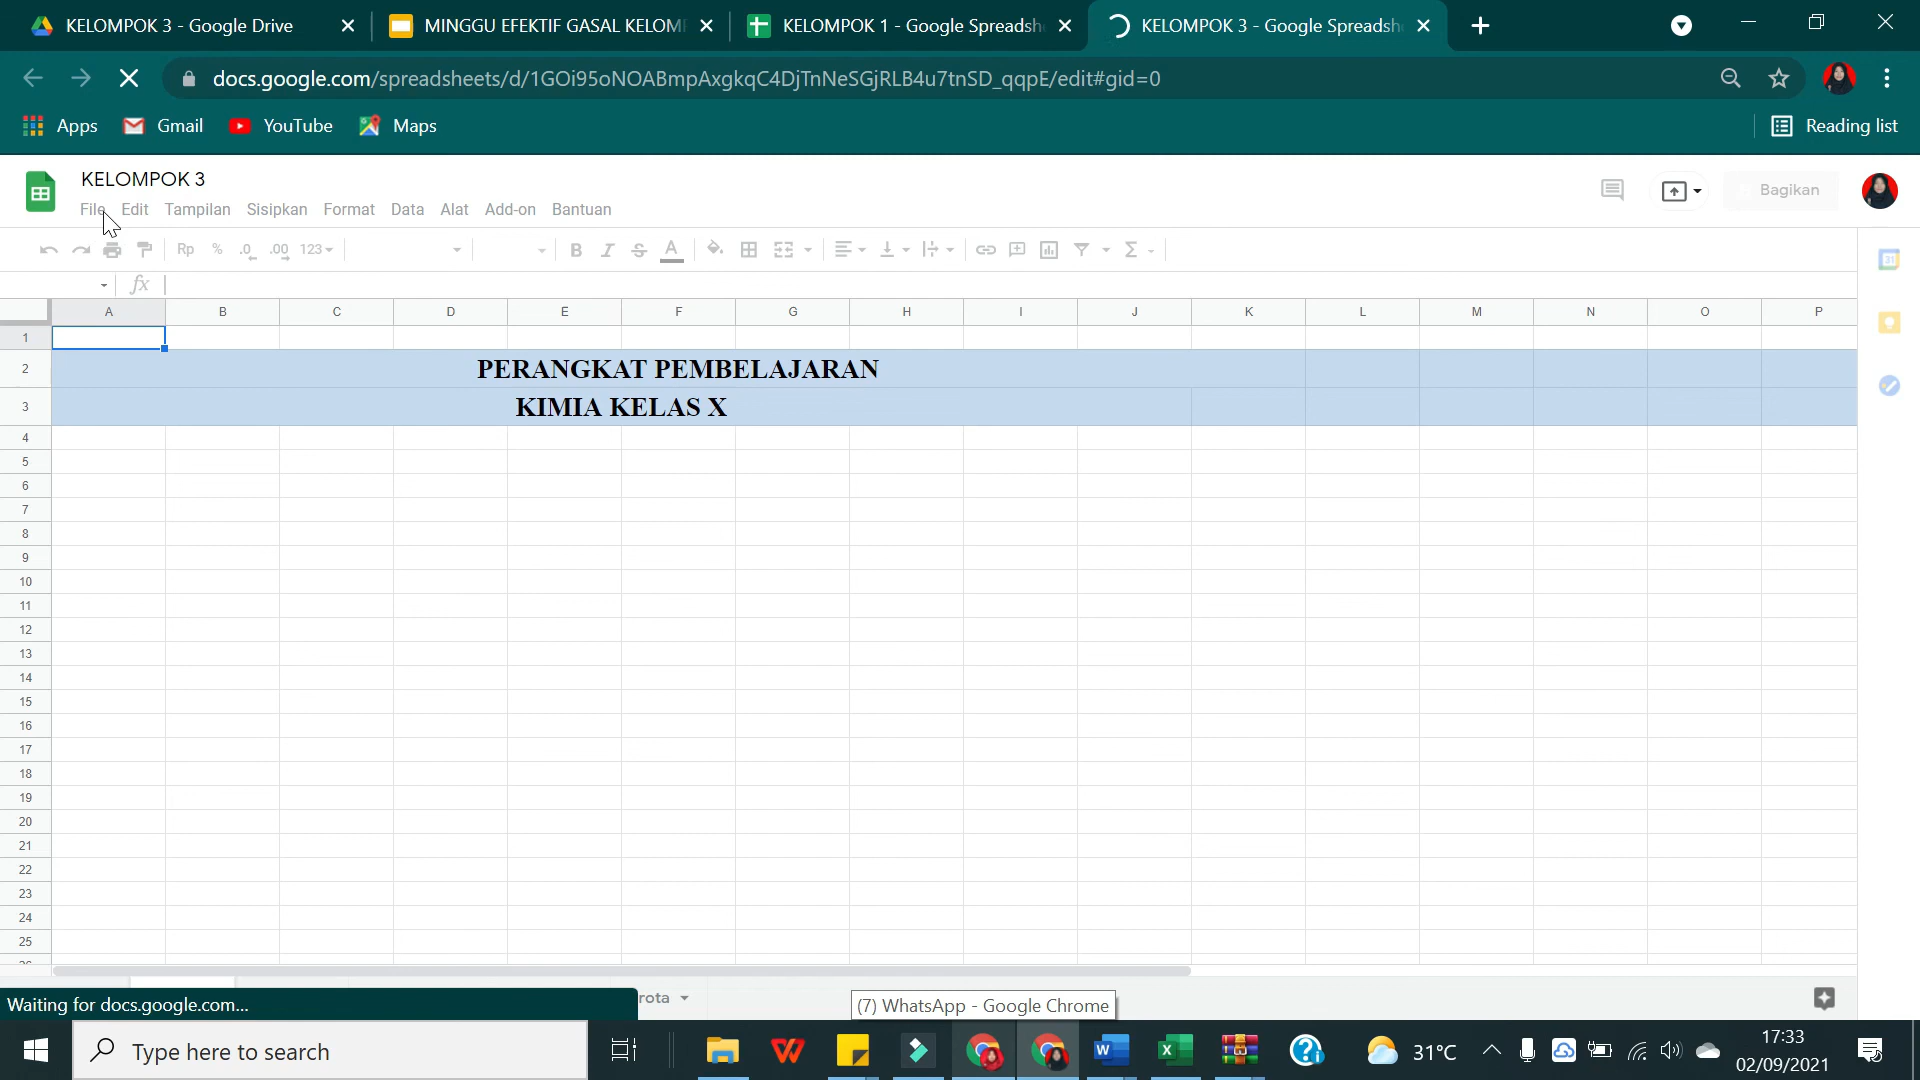 KELOMPOK 3 - Google Drive
MINGGU EFEKTIF GASAL KELOM
KELOMPOK 1 - Google Spreadsh
KELOMPOK 3 - Google Spreadsh
docs.google.com/spreadsheets/d/1GOi95oNOABmpAxgkqC4DjTnNeSGjRLB4u7tnSD_qqpE/edit#gid=0
Apps Gmail YouTube Maps Reading list
KELOMPOK 3
File Edit Tampilan Sisipkan Format Data Alat Add-on Bantuan
Bagikan
Rp % .0 .00 123
fx
A B C D E F G H I J K L M N O P
1
2 PERANGKAT PEMBELAJARAN
3 KIMIA KELAS X
4
5
6
7
8
9
10
11
12
13
14
15
16
17
18
19
20
21
22
23
24
25
rota
Waiting for docs.google.com...
(7) WhatsApp - Google Chrome
Type here to search
31°C
17:33
02/09/2021